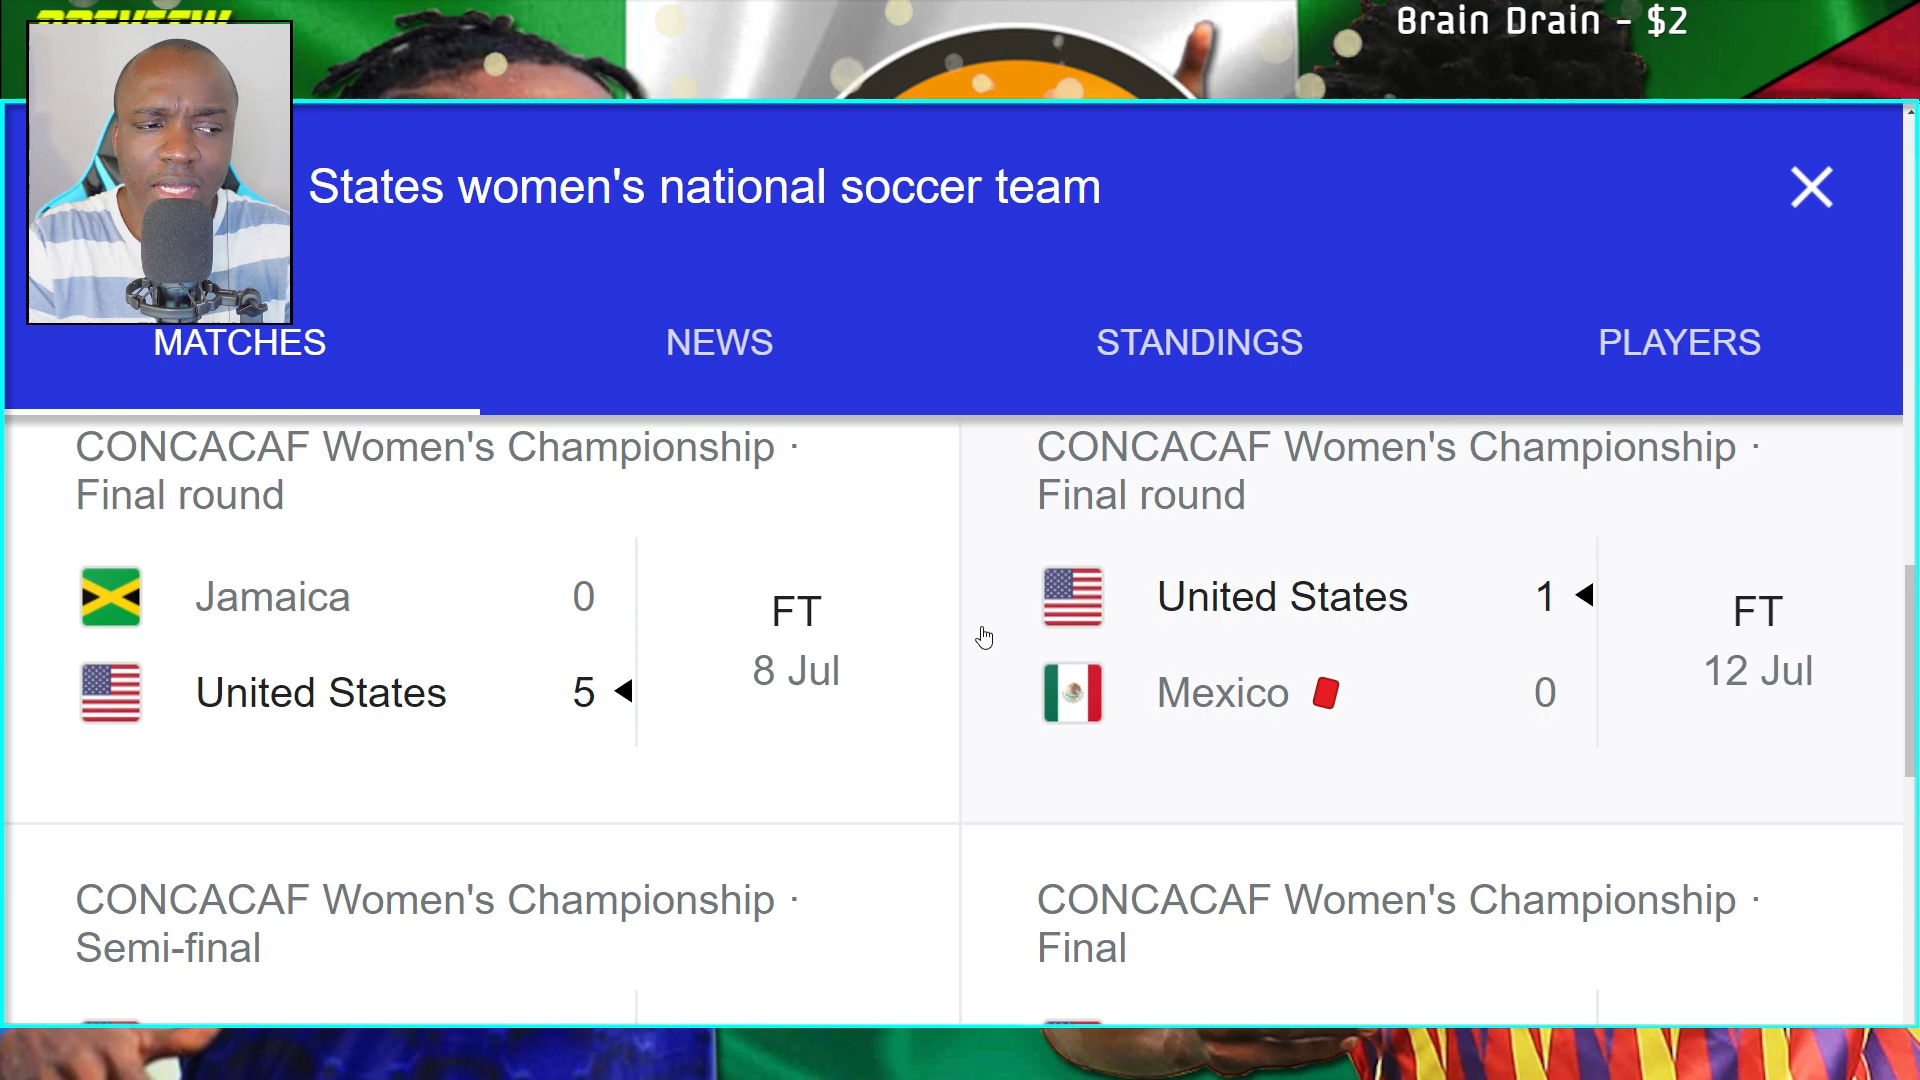 PREVIEW
Brain Drain - $2
States women's national soccer team
MATCHES
NEWS
STANDINGS
PLAYERS
CONCACAF Women's Championship ·
Final round
Jamaica 0
United States 5
FT
8 Jul
CONCACAF Women's Championship ·
Final round
United States 1
Mexico 0
FT
12 Jul
CONCACAF Women's Championship ·
Semi-final
CONCACAF Women's Championship ·
Final